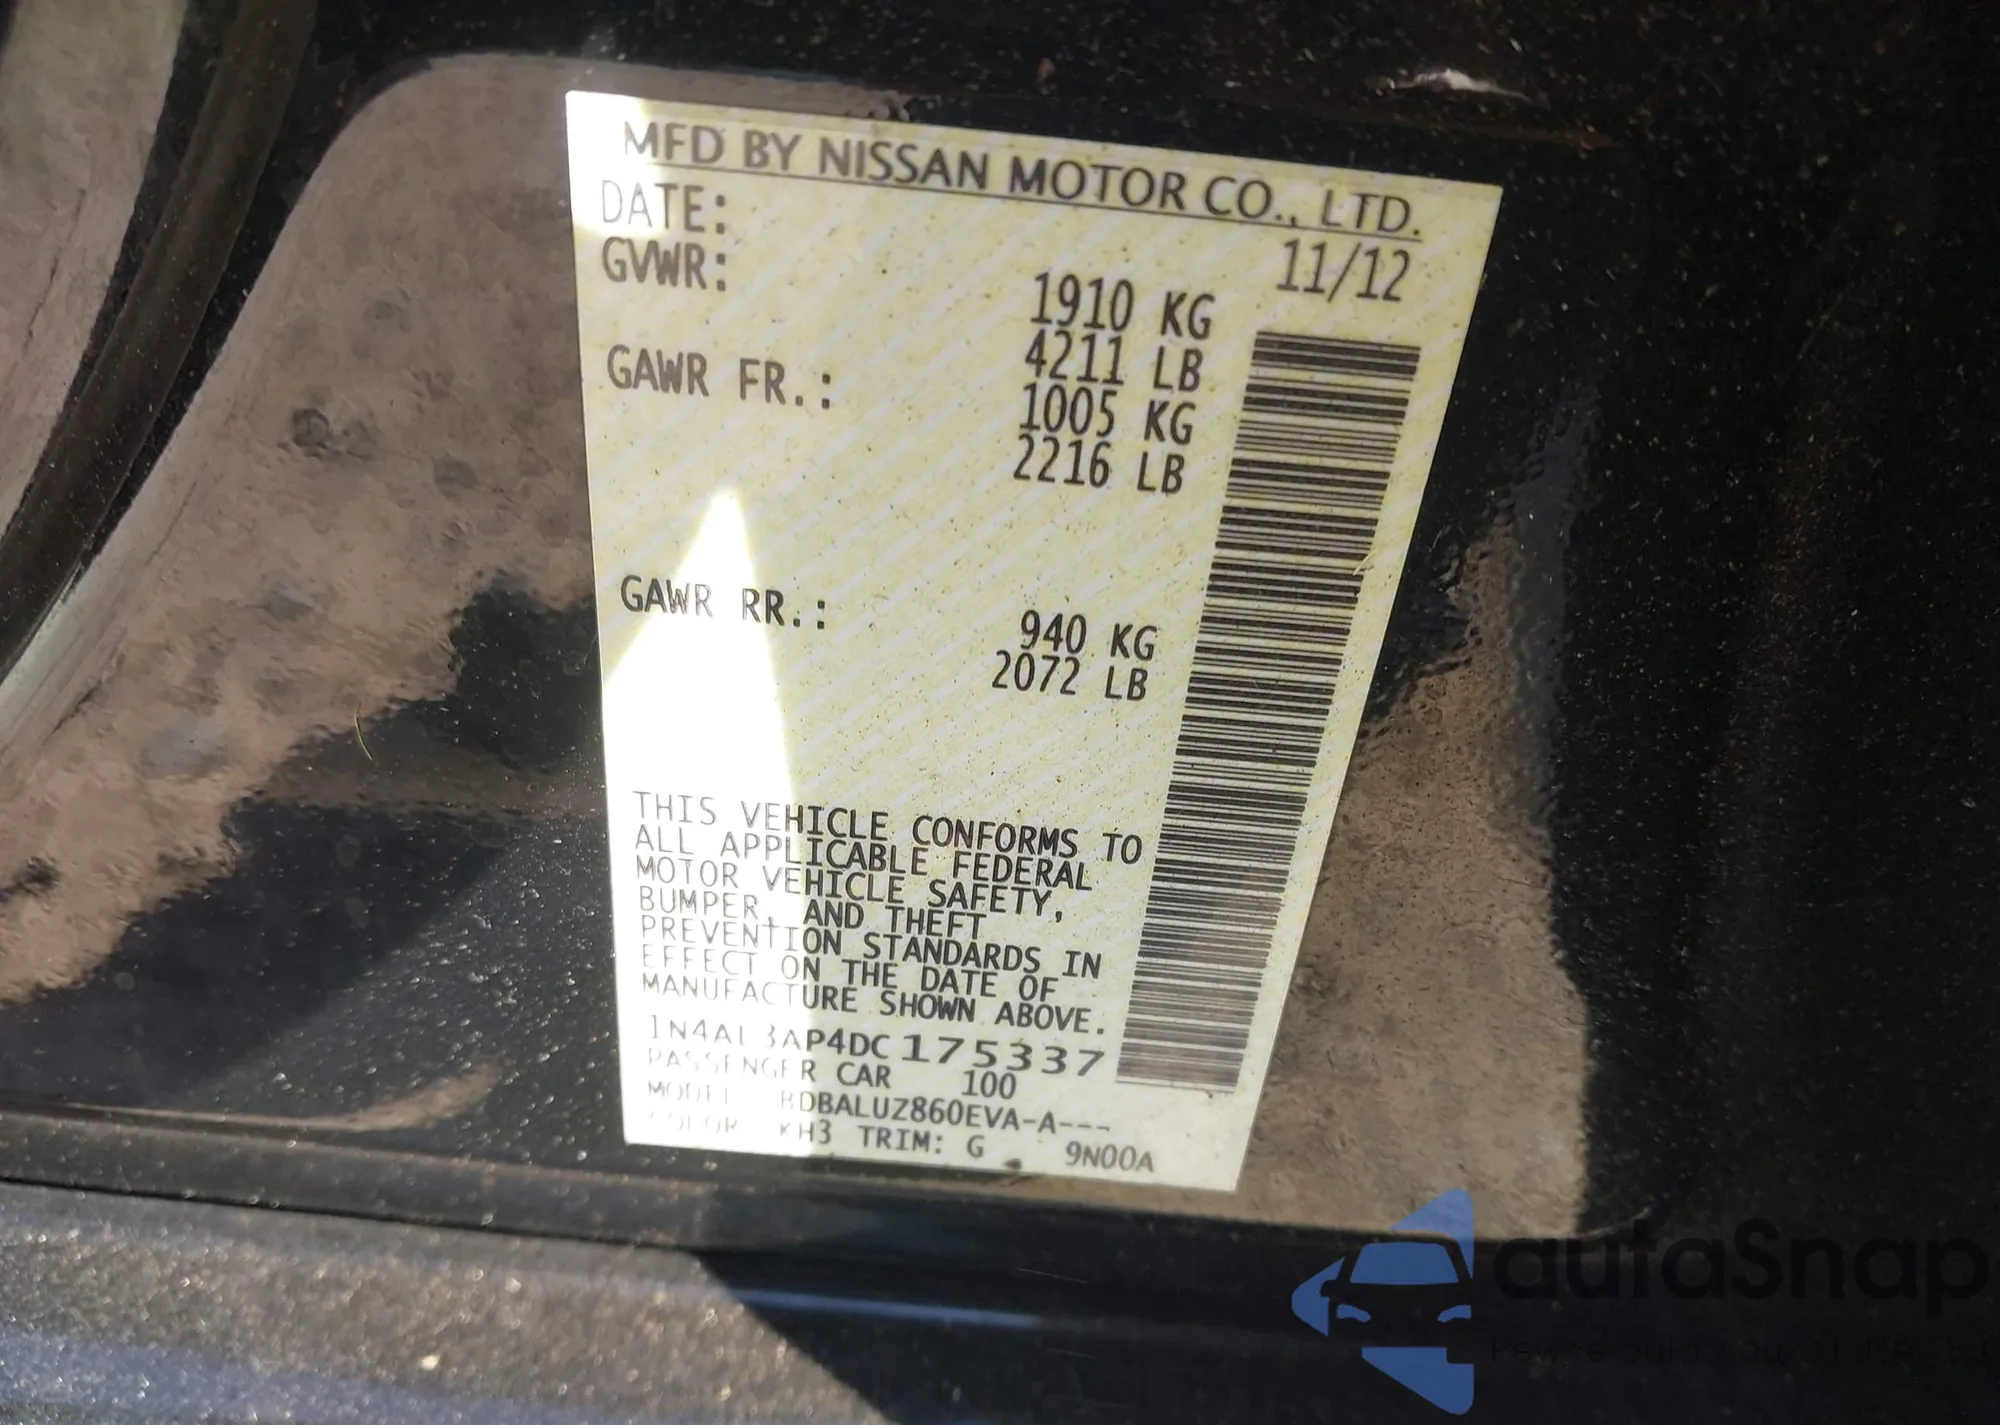 MFD BY NISSAN MOTOR CO., LTD.
DATE: 11/12
GVWR: 1910 KG
4211 LB
GAWR FR.: 1005 KG
2216 LB
GAWR RR.: 940 KG
2072 LB
THIS VEHICLE CONFORMS TO
ALL APPLICABLE FEDERAL
MOTOR VEHICLE SAFETY,
BUMPER, AND THEFT
PREVENTION STANDARDS IN
EFFECT ON THE DATE OF
MANUFACTURE SHOWN ABOVE.
1N4AL3AP4DC175337
PASSENGER CAR 100
MODEL: BDBALUZ860EVA-A---
COLOR: KH3 TRIM: G 9N00A
autaSnap